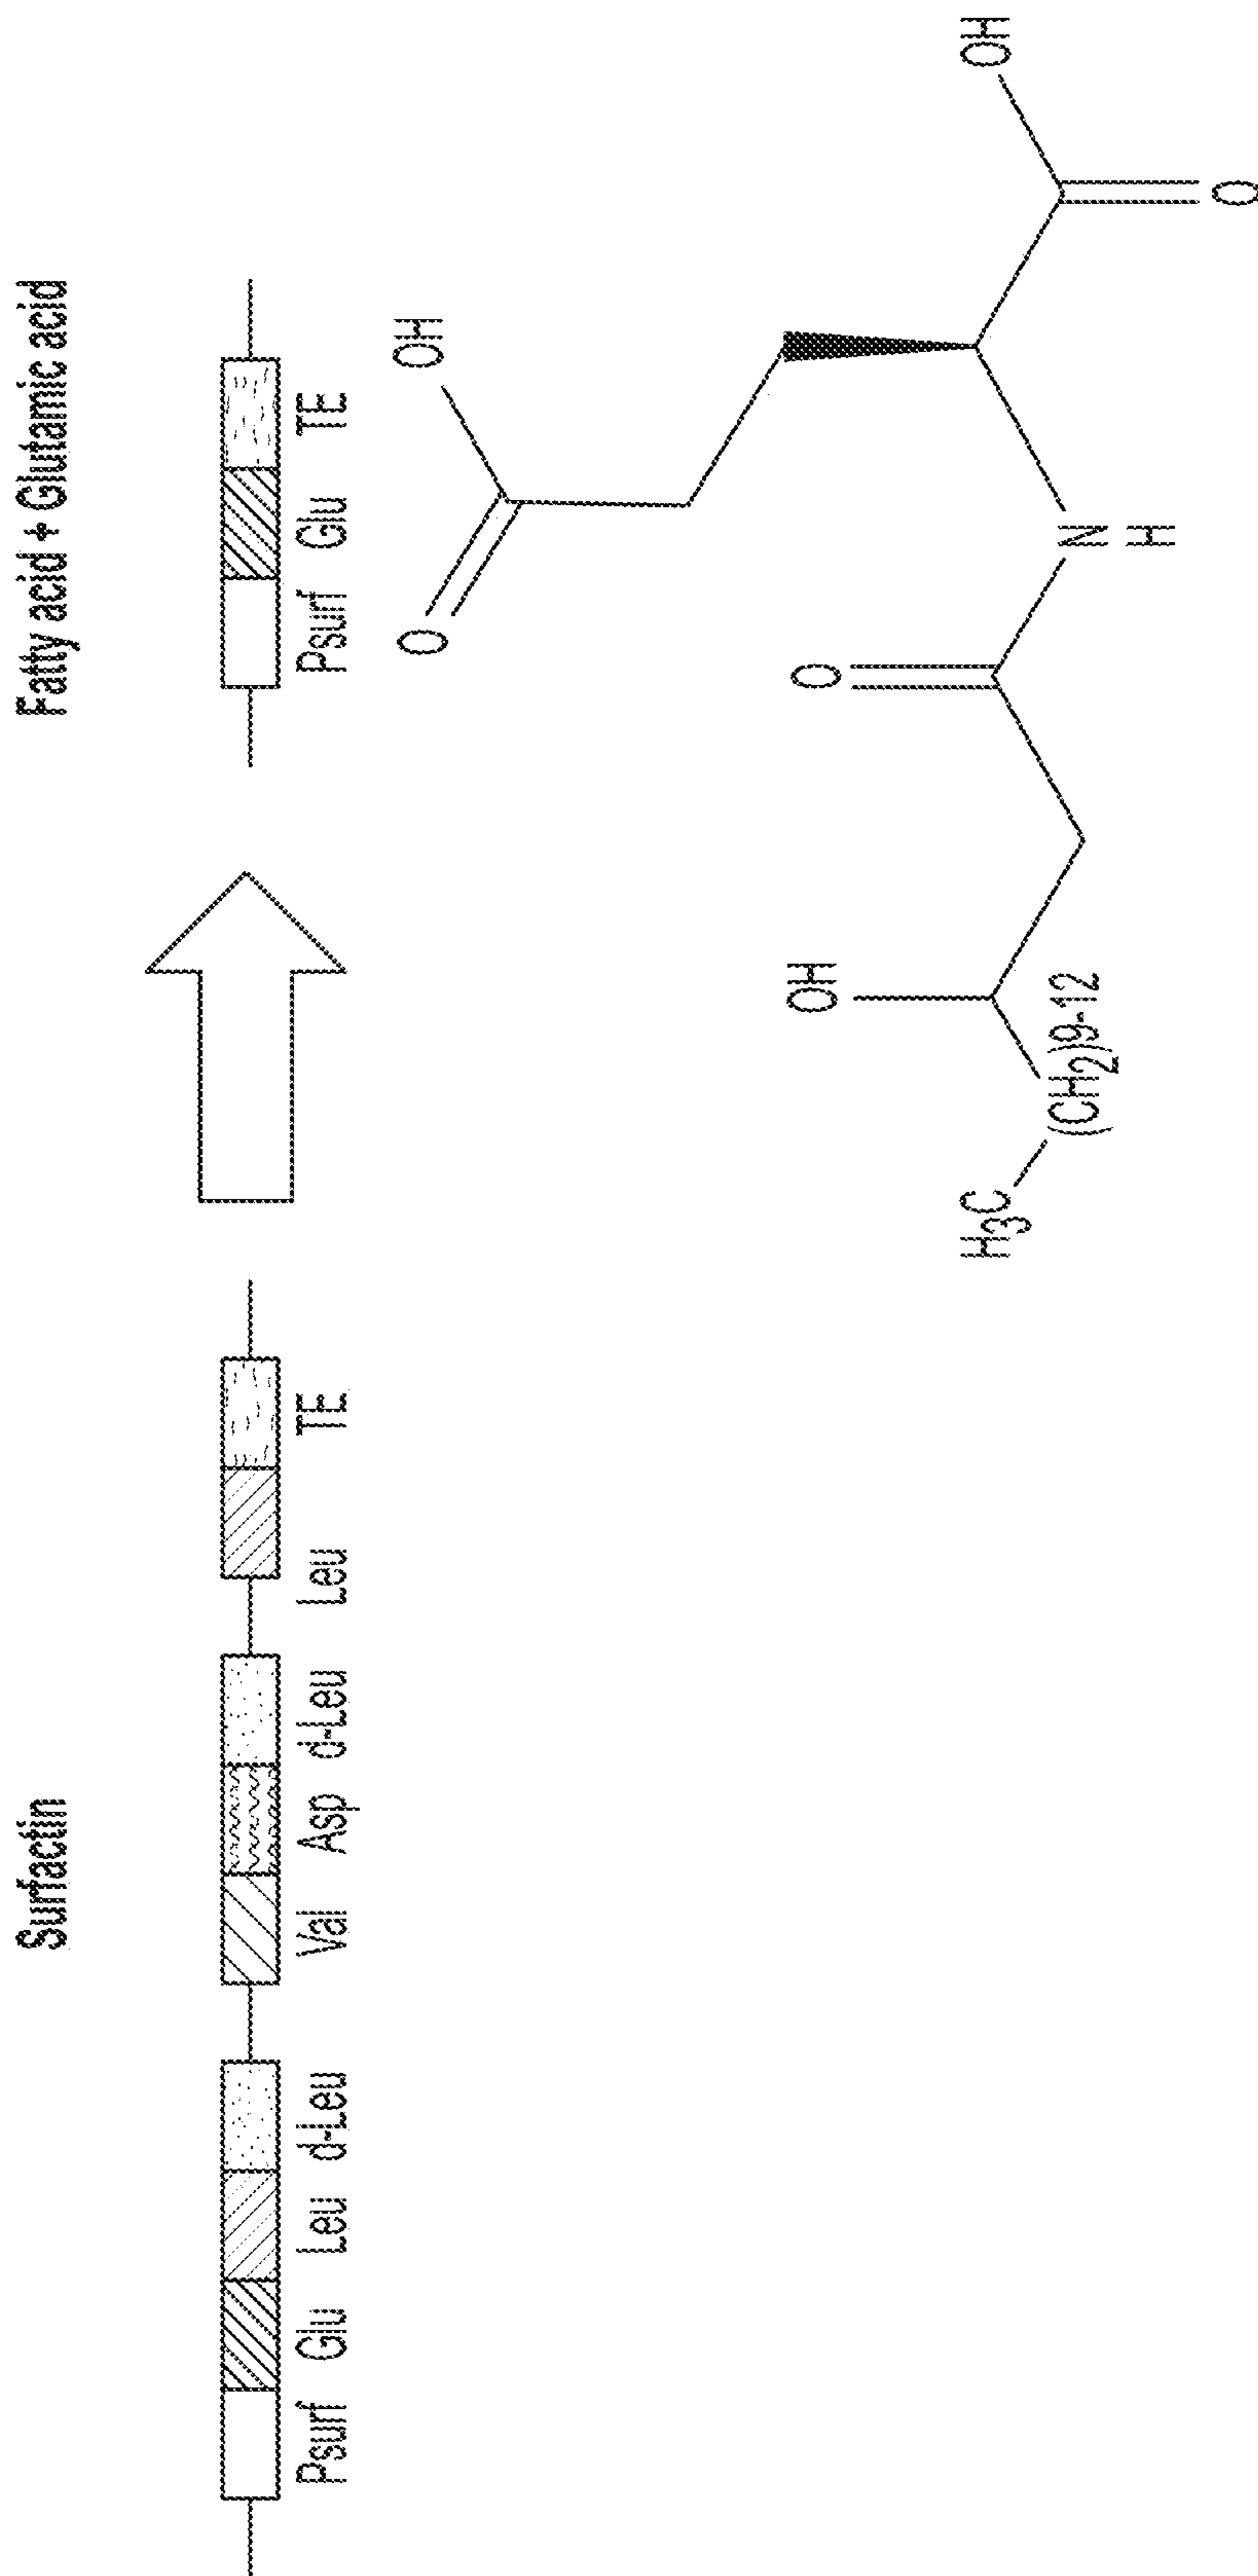 Surfactin
Psurf Glu Leu d-Leu Val Asp d-Leu Leu TE
Fatty acid + Glutamic acid
Psurf Glu TE
O
OH
OH
O
N
H
OH
O
H3C
(CH2)9-12